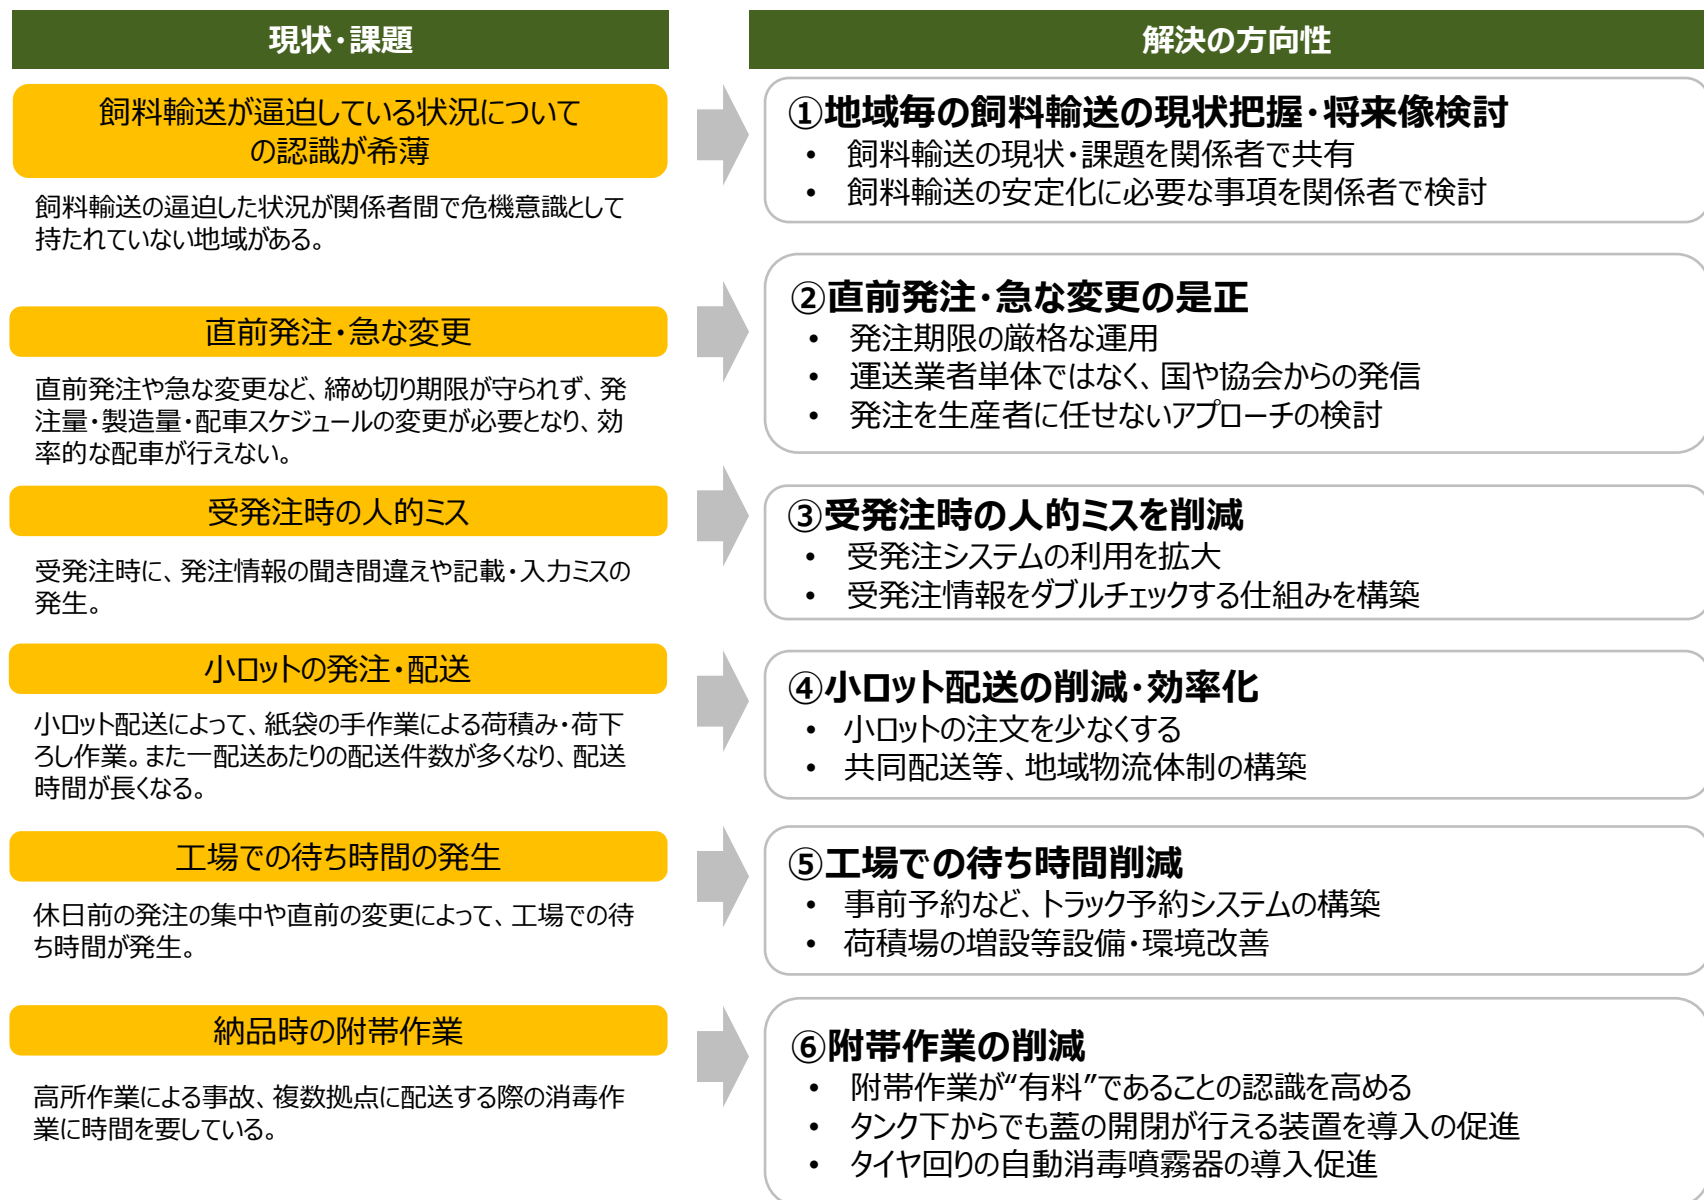 現状・課題
解決の方向性
飼料輸送が逼迫している状況について
の認識が希薄
飼料輸送の逼迫した状況が関係者間で危機意識として
持たれていない地域がある。
①地域毎の飼料輸送の現状把握・将来像検討
• 飼料輸送の現状・課題を関係者で共有
• 飼料輸送の安定化に必要な事項を関係者で検討
直前発注・急な変更
直前発注や急な変更など、締め切り期限が守られず、発
注量・製造量・配車スケジュールの変更が必要となり、効
率的な配車が行えない。
②直前発注・急な変更の是正
• 発注期限の厳格な運用
• 運送業者単体ではなく、国や協会からの発信
• 発注を生産者に任せないアプローチの検討
受発注時の人的ミス
受発注時に、発注情報の聞き間違えや記載・入力ミスの
発生。
③受発注時の人的ミスを削減
• 受発注システムの利用を拡大
• 受発注情報をダブルチェックする仕組みを構築
小ロットの発注・配送
小ロット配送によって、紙袋の手作業による荷積み・荷下
ろし作業。また一配送あたりの配送件数が多くなり、配送
時間が長くなる。
④小ロット配送の削減・効率化
• 小ロットの注文を少なくする
• 共同配送等、地域物流体制の構築
工場での待ち時間の発生
休日前の発注の集中や直前の変更によって、工場での待
ち時間が発生。
⑤工場での待ち時間削減
• 事前予約など、トラック予約システムの構築
• 荷積場の増設等設備・環境改善
納品時の附帯作業
高所作業による事故、複数拠点に配送する際の消毒作
業に時間を要している。
⑥附帯作業の削減
• 附帯作業が“有料”であることの認識を高める
• タンク下からでも蓋の開閉が行える装置を導入の促進
• タイヤ回りの自動消毒噴霧器の導入促進